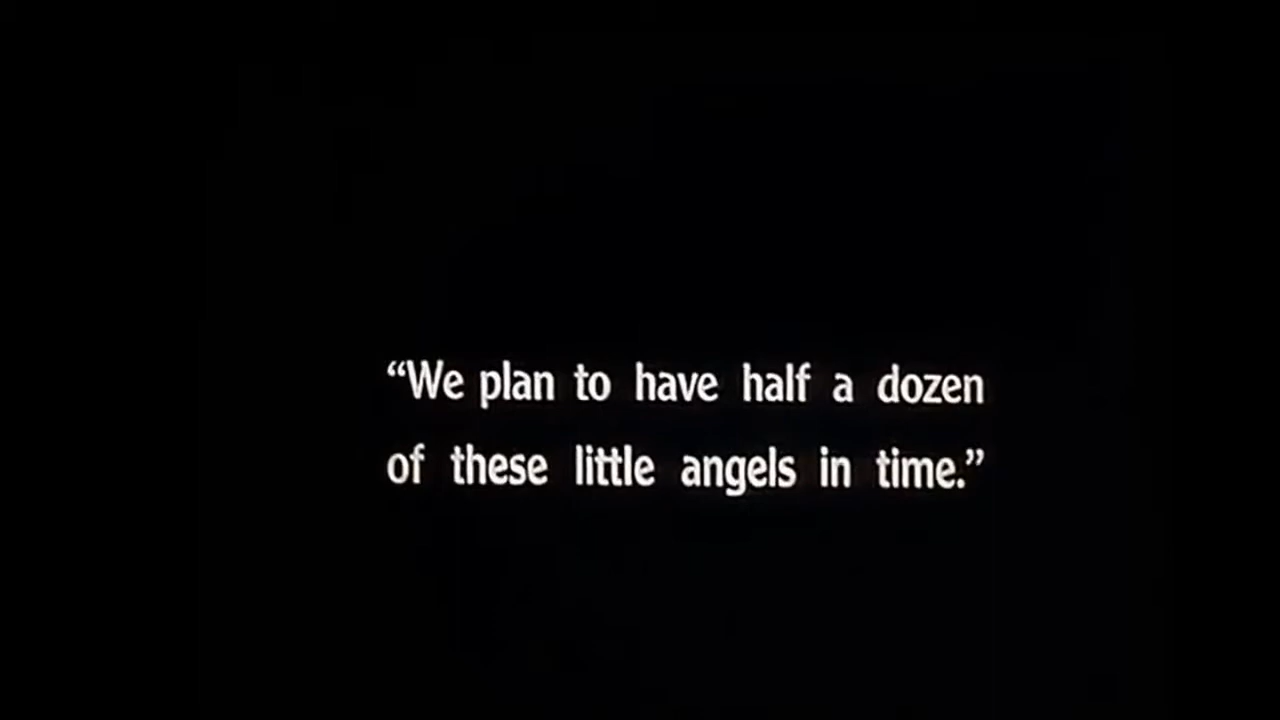 “We plan to have half a dozen
of these little angels in time.”